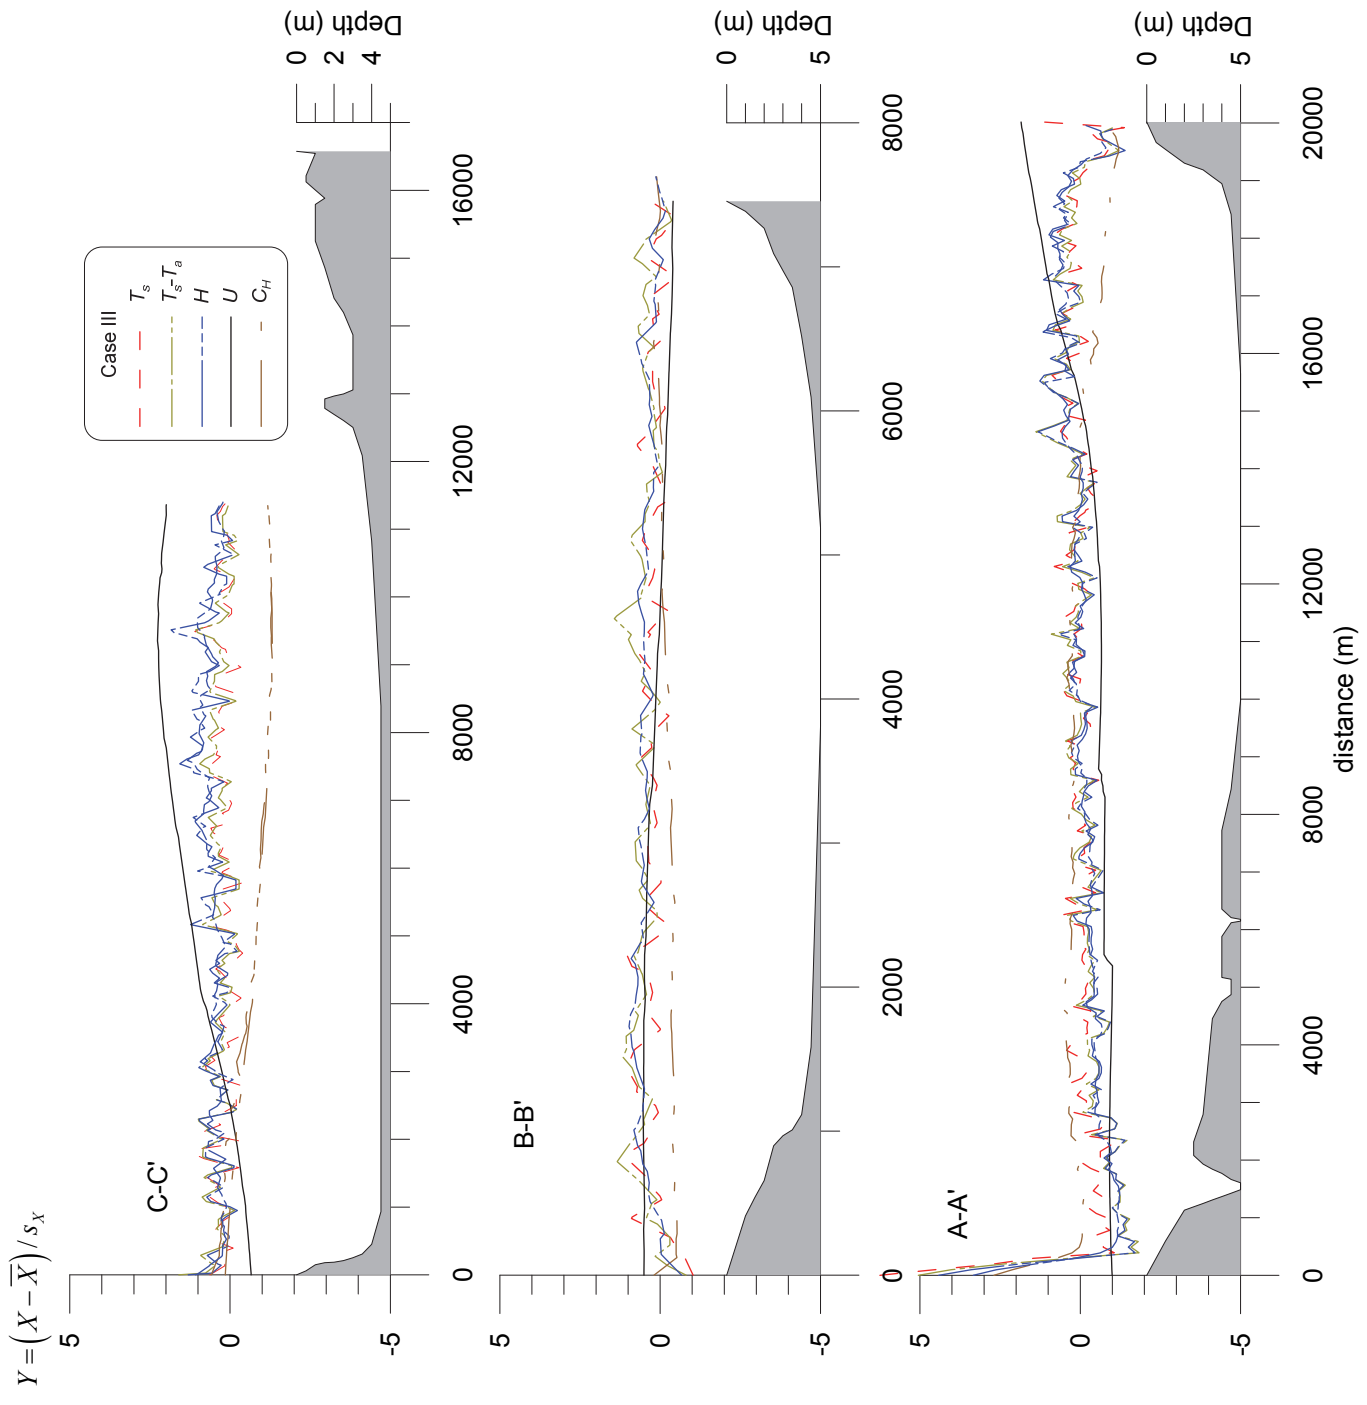 Y = (X − X̄) / s_X
C-C'
5
0
-5
0
4000
8000
12000
16000
0
2
4
Depth (m)
Case III
T_s
T_s-T_a
H
U
C_H
B-B'
5
0
-5
0
2000
4000
6000
8000
0
5
Depth (m)
A-A'
5
0
-5
0
4000
8000
12000
16000
20000
0
5
Depth (m)
distance (m)